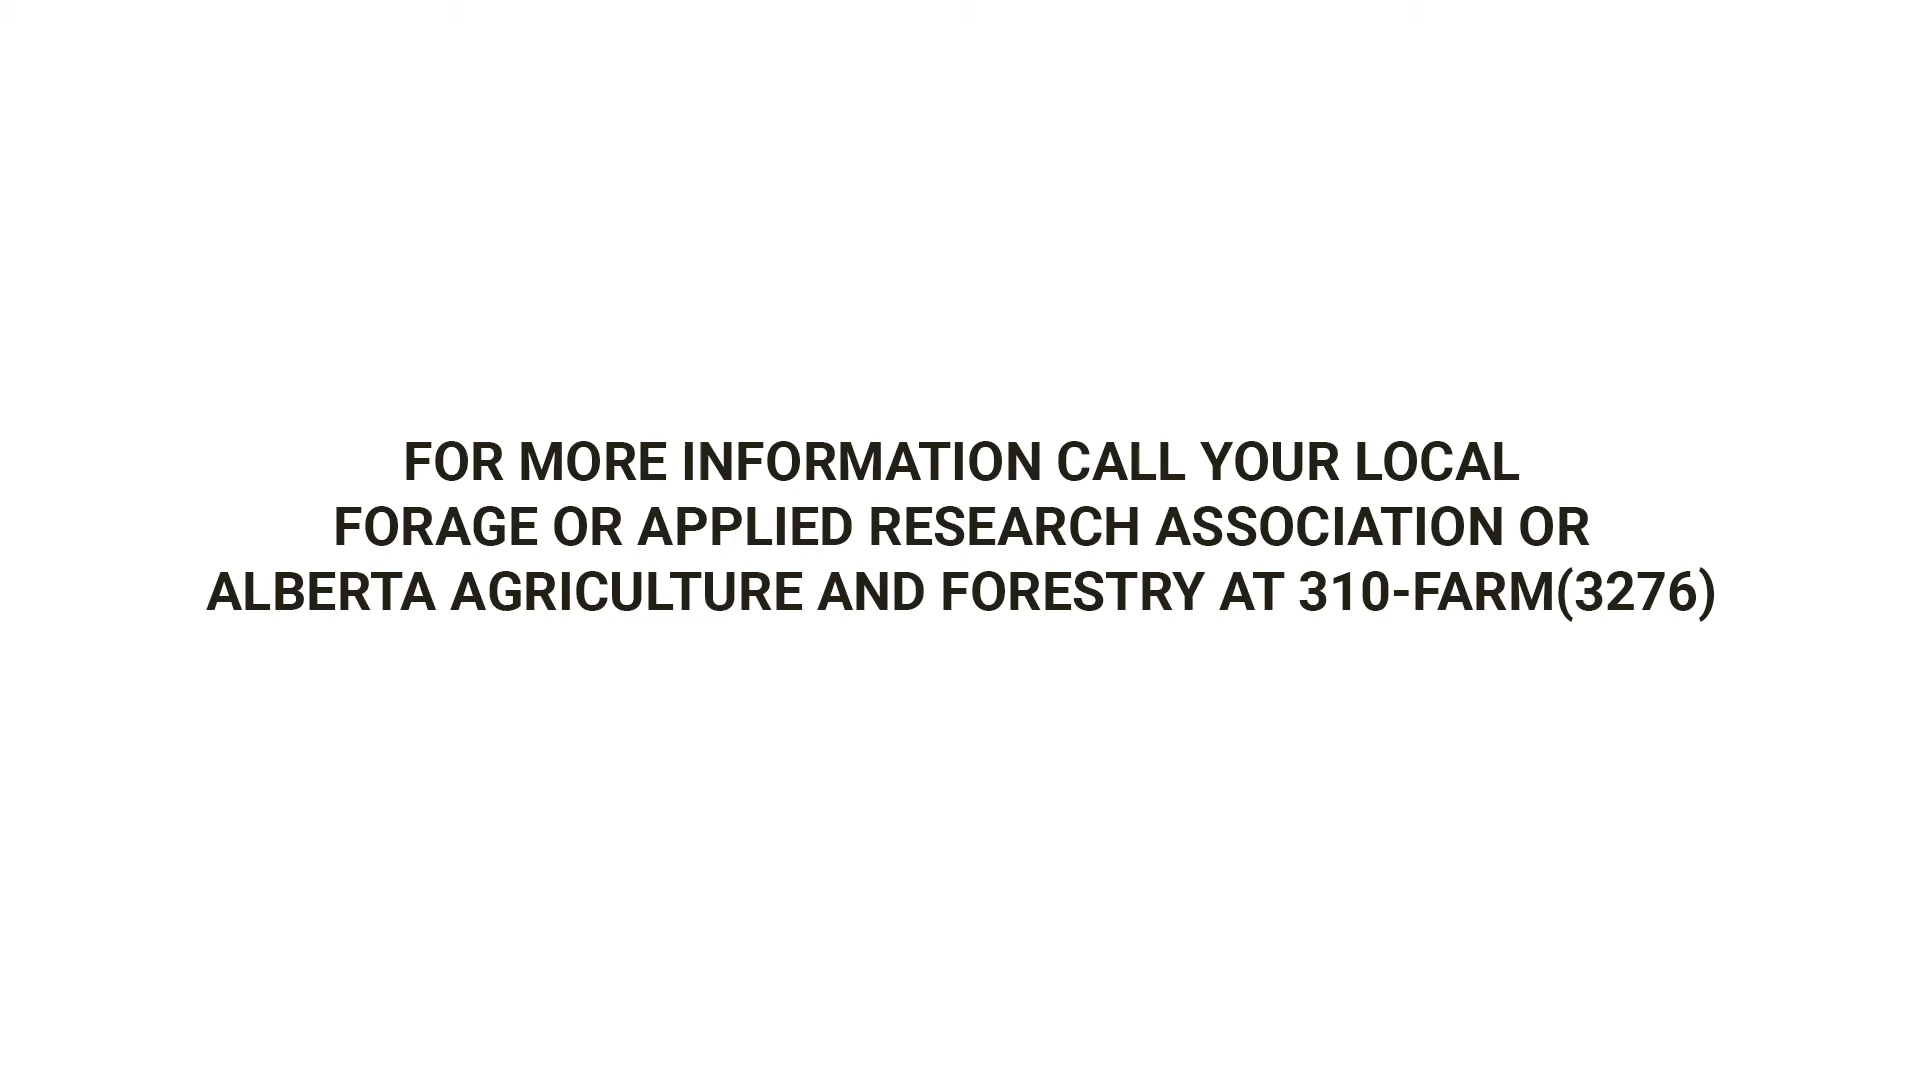 FOR MORE INFORMATION CALL YOUR LOCAL
FORAGE OR APPLIED RESEARCH ASSOCIATION OR
ALBERTA AGRICULTURE AND FORESTRY AT 310-FARM(3276)